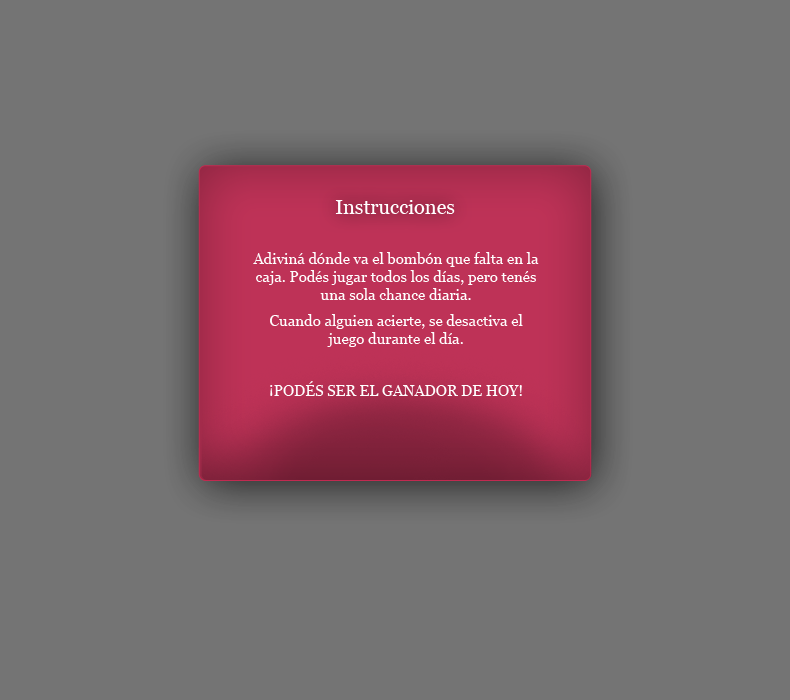 Instrucciones
Adiviná dónde va el bombón que falta en la
caja. Podés jugar todos los días, pero tenés
una sola chance diaria.
Cuando alguien acierte, se desactiva el
juego durante el día.
¡PODÉS SER EL GANADOR DE HOY!